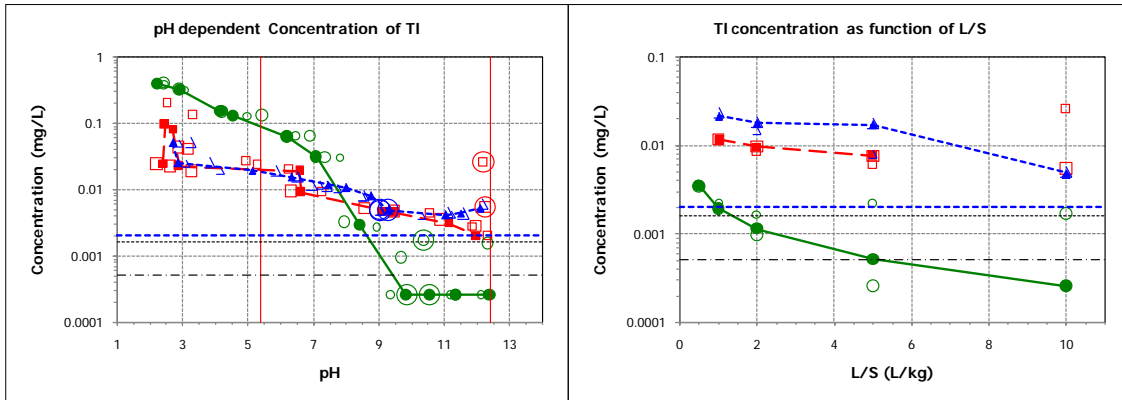 pH dependent Concentration of Tl
Concentration (mg/L)
1
0.1
0.01
0.001
0.0001
1 3 5 7 9 11 13
pH
Tl concentration as function of L/S
Concentration (mg/L)
0.1
0.01
0.001
0.0001
0 2 4 6 8 10
L/S (L/kg)